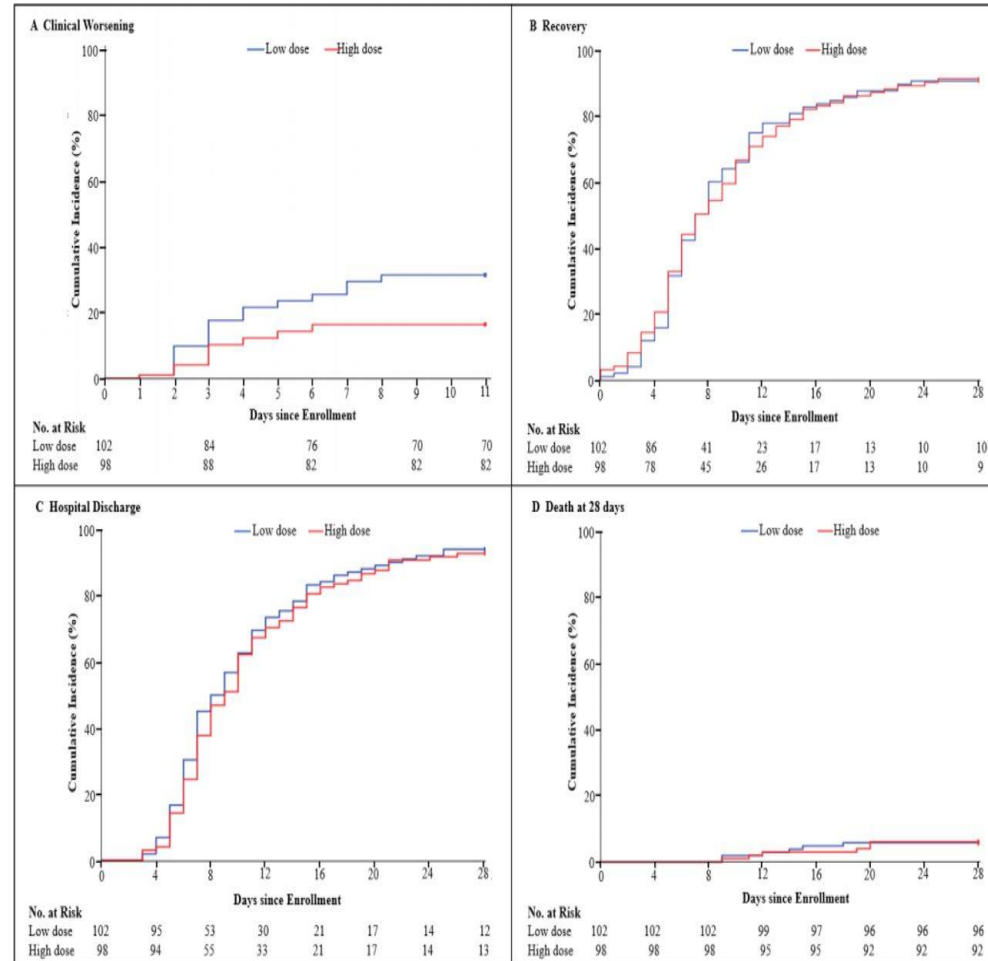 A Clinical Worsening
Low dose High dose
100
80
60
40
20
0
Cumulative Incidence (%)
0 1 2 3 4 5 6 7 8 9 10 11
Days since Enrollment
No. at Risk
Low dose 102 84 76 70 70
High dose 98 88 82 82 82
B Recovery
Low dose High dose
100
80
60
40
20
0
Cumulative Incidence (%)
0 4 8 12 16 20 24 28
Days since Enrollment
No. at Risk
Low dose 102 86 41 23 17 13 10 10
High dose 98 78 45 26 17 13 10 9
C Hospital Discharge
Low dose High dose
100
80
60
40
20
0
Cumulative Incidence (%)
0 4 8 12 16 20 24 28
Days since Enrollment
No. at Risk
Low dose 102 95 53 30 21 17 14 12
High dose 98 94 55 33 21 17 14 13
D Death at 28 days
Low dose High dose
100
80
60
40
20
0
Cumulative Incidence (%)
0 4 8 12 16 20 24 28
Days since Enrollment
No. at Risk
Low dose 102 102 102 99 97 96 96 96
High dose 98 98 98 95 95 92 92 92